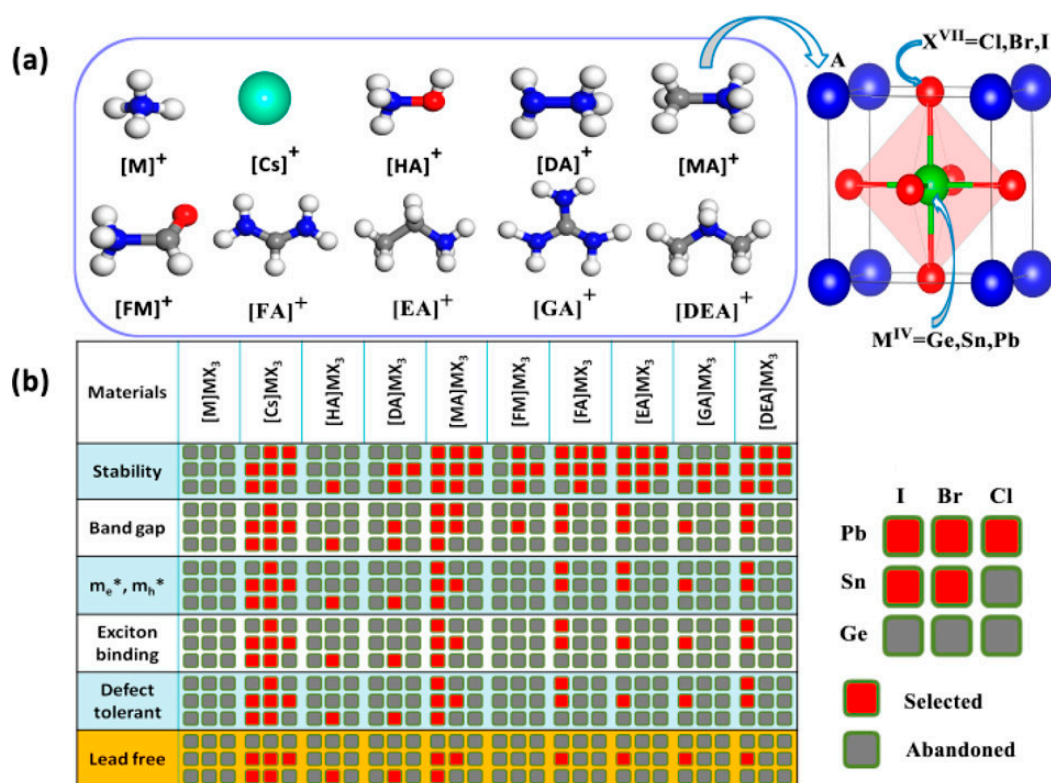 (a)
X^VII=Cl,Br,I
A
[M]⁺ [Cs]⁺ [HA]⁺ [DA]⁺ [MA]⁺
[FM]⁺ [FA]⁺ [EA]⁺ [GA]⁺ [DEA]⁺
M^IV=Ge,Sn,Pb
(b)
Materials [M]MX₃ [Cs]MX₃ [HA]MX₃ [DA]MX₃ [MA]MX₃ [FM]MX₃ [FA]MX₃ [EA]MX₃ [GA]MX₃ [DEA]MX₃
Stability
Band gap
mₑ*, mₕ*
Exciton
binding
Defect
tolerant
Lead free
I Br Cl
Pb
Sn
Ge
Selected
Abandoned